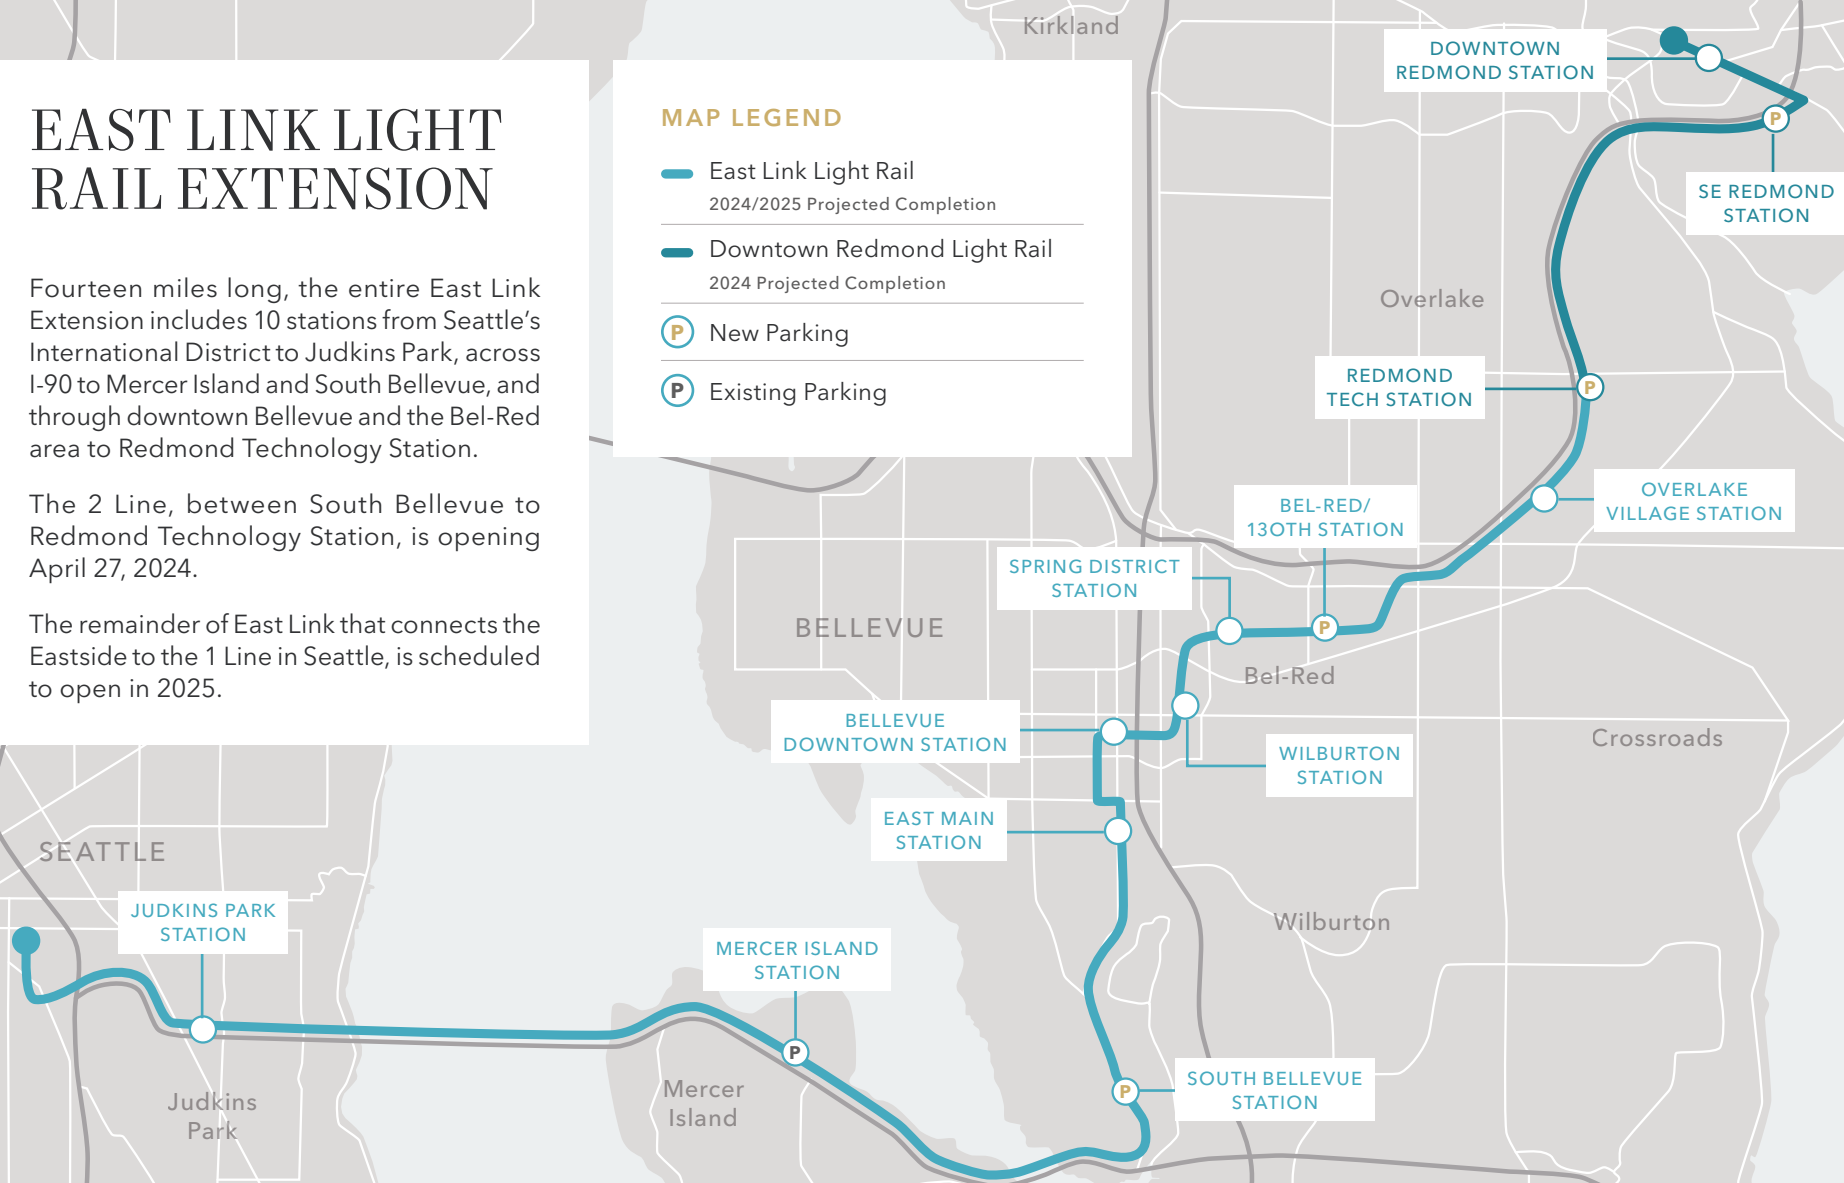 EAST LINK LIGHT
RAIL EXTENSION
Fourteen miles long, the entire East Link
Extension includes 10 stations from Seattle's
International District to Judkins Park, across
I-90 to Mercer Island and South Bellevue, and
through downtown Bellevue and the Bel-Red
area to Redmond Technology Station.
The 2 Line, between South Bellevue to
Redmond Technology Station, is opening
April 27, 2024.
The remainder of East Link that connects the
Eastside to the 1 Line in Seattle, is scheduled
to open in 2025.
MAP LEGEND
East Link Light Rail
2024/2025 Projected Completion
Downtown Redmond Light Rail
2024 Projected Completion
P New Parking
P Existing Parking
Kirkland
DOWNTOWN
REDMOND STATION
P
SE REDMOND
STATION
Overlake
REDMOND
TECH STATION
P
OVERLAKE
VILLAGE STATION
BEL-RED/
130TH STATION
SPRING DISTRICT
STATION
P
BELLEVUE
Bel-Red
BELLEVUE
DOWNTOWN STATION
WILBURTON
STATION
Crossroads
EAST MAIN
STATION
SEATTLE
JUDKINS PARK
STATION
Wilburton
MERCER ISLAND
STATION
P
SOUTH BELLEVUE
STATION
P
Mercer
Island
Judkins
Park